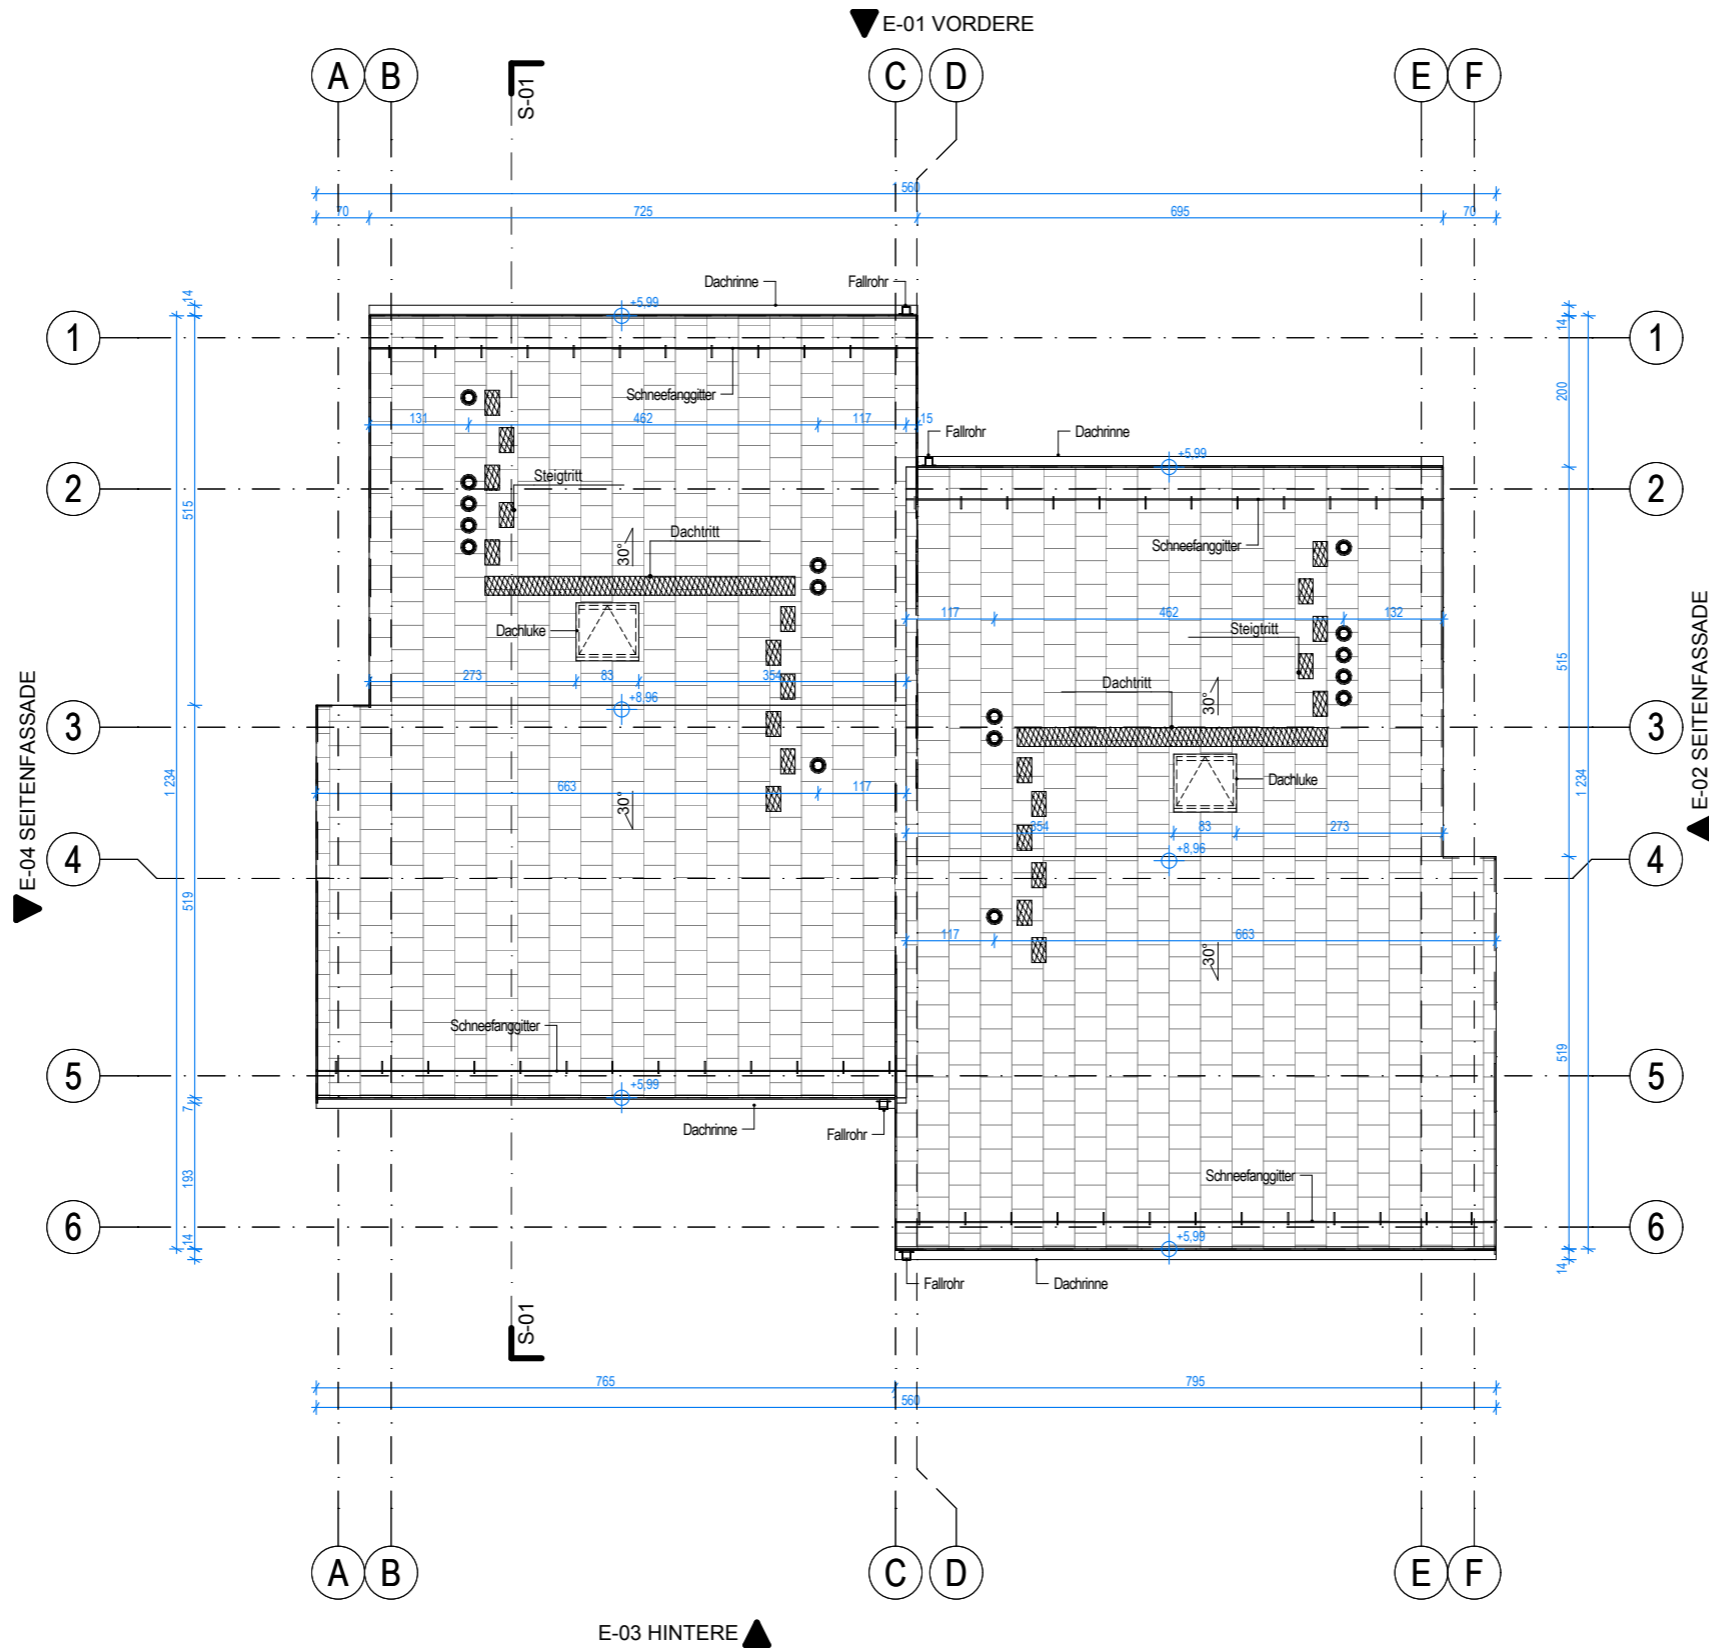 E-01 VORDERE
A B C D E F
S-01
1 560
70 725 695 70
Dachrinne Fallrohr
14
+5,99
1 1
14
Schneefanggitter
200
131 462 117 15
Fallrohr Dachrinne
+5,99
Steigtritt
2 2
515
Dachtritt
30°
Schneefanggitter
117 462 132
Dachluke
Steigtritt
515
273 83 354
Dachtritt
30°
+8,96
3 3
E-04 SEITENFASSADE
E-02 SEITENFASSADE
1 234
1 234
663 117
30°
Dachluke
354 83 273
+8,96
4 4
519
117 663
30°
Schneefanggitter
519
5 5
+5,99
7
Dachrinne Fallrohr
193
Schneefanggitter
6 6
14
+5,99
14
Fallrohr Dachrinne
S-01
765 795
1 560
A B C D E F
E-03 HINTERE